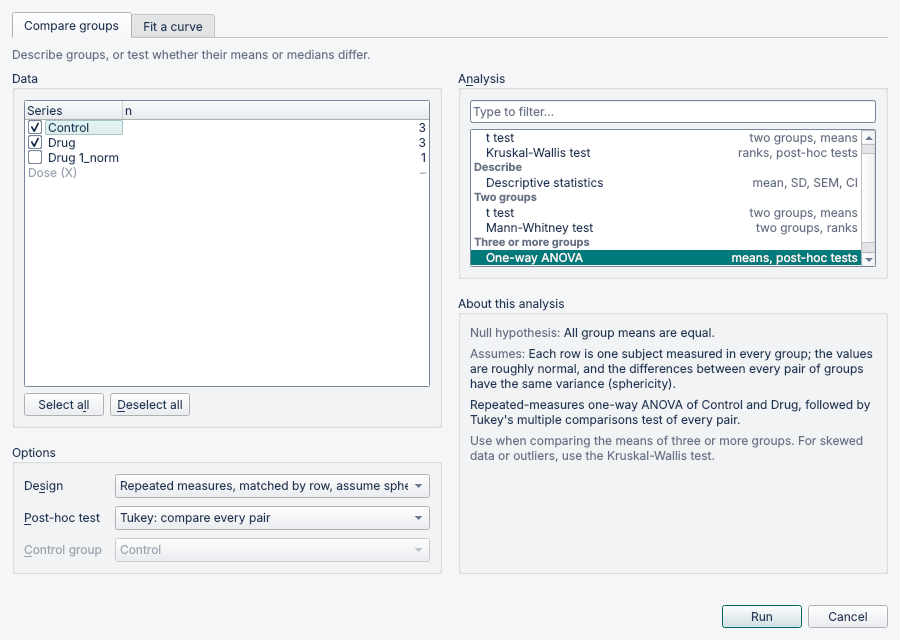 Compare groups
Fit a curve
Describe groups, or test whether their means or medians differ.
Data
Series n
Control 3
Drug 3
Drug 1_norm 1
Dose (X) –
Select all
Deselect all
Options
Design
Repeated measures, matched by row, assume sphe
Post-hoc test
Tukey: compare every pair
Control group
Control
Analysis
Type to filter...
t test two groups, means
Kruskal-Wallis test ranks, post-hoc tests
Describe
Descriptive statistics mean, SD, SEM, CI
Two groups
t test two groups, means
Mann-Whitney test two groups, ranks
Three or more groups
One-way ANOVA means, post-hoc tests
About this analysis
Null hypothesis: All group means are equal.
Assumes: Each row is one subject measured in every group; the values
are roughly normal, and the differences between every pair of groups
have the same variance (sphericity).
Repeated-measures one-way ANOVA of Control and Drug, followed by
Tukey's multiple comparisons test of every pair.
Use when comparing the means of three or more groups. For skewed
data or outliers, use the Kruskal-Wallis test.
Run
Cancel